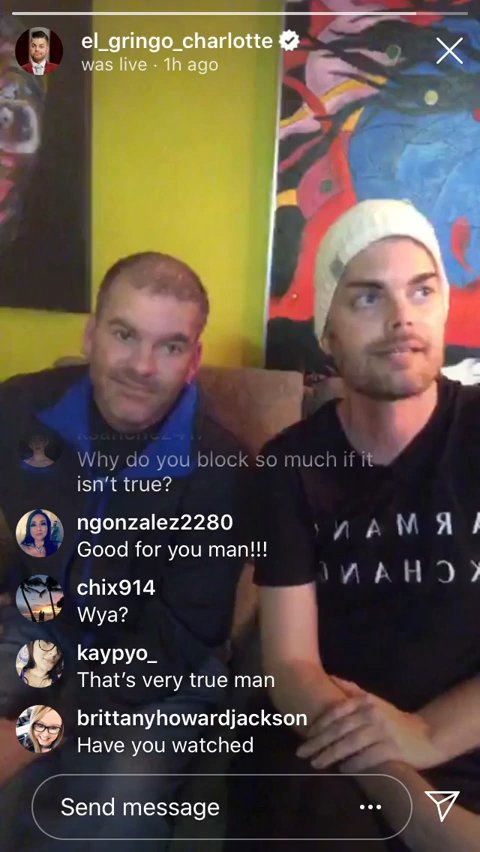 el_gringo_charlotte
was live · 1h ago
Why do you block so much if it
isn't true?
ngonzalez2280
Good for you man!!!
chix914
Wya?
kaypyo_
That's very true man
brittanyhowardjackson
Have you watched
Send message